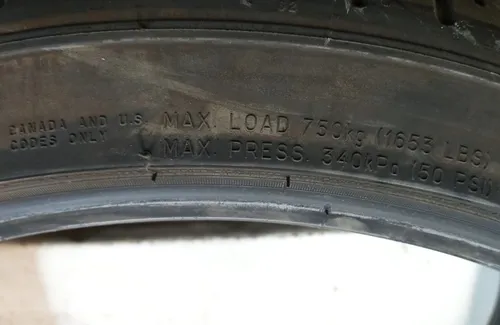 CANADA AND U.S.
CODES ONLY
MAX. LOAD 750kg (1653 LBS)
MAX. PRESS. 340kPa (50 PSI)